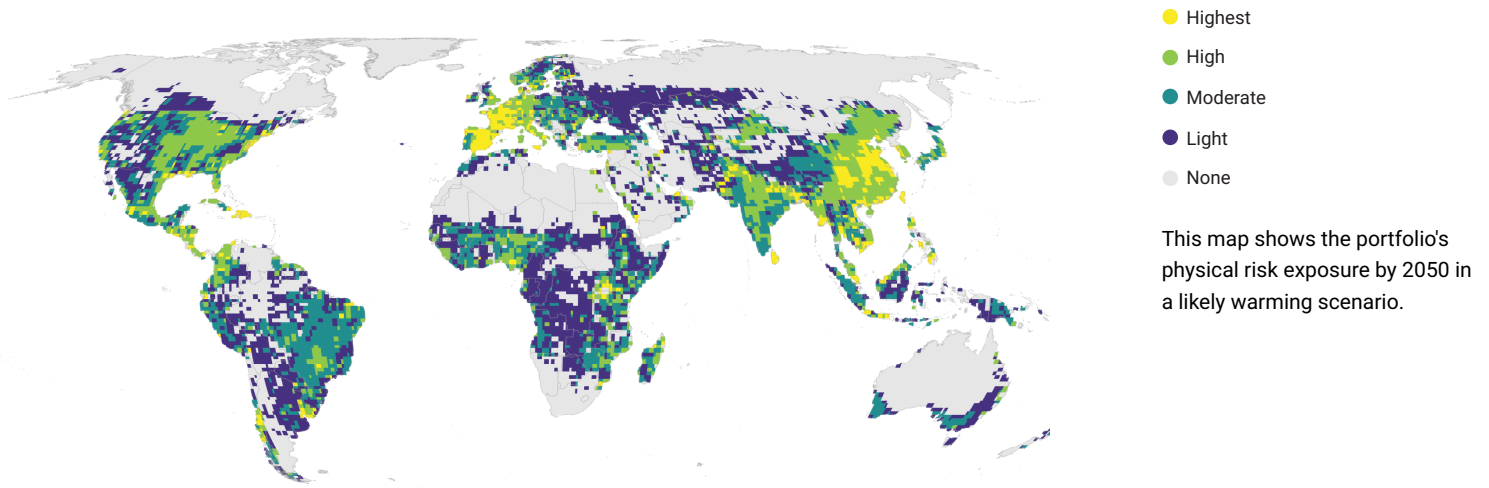 Highest
High
Moderate
Light
None
This map shows the portfolio's
physical risk exposure by 2050 in
a likely warming scenario.